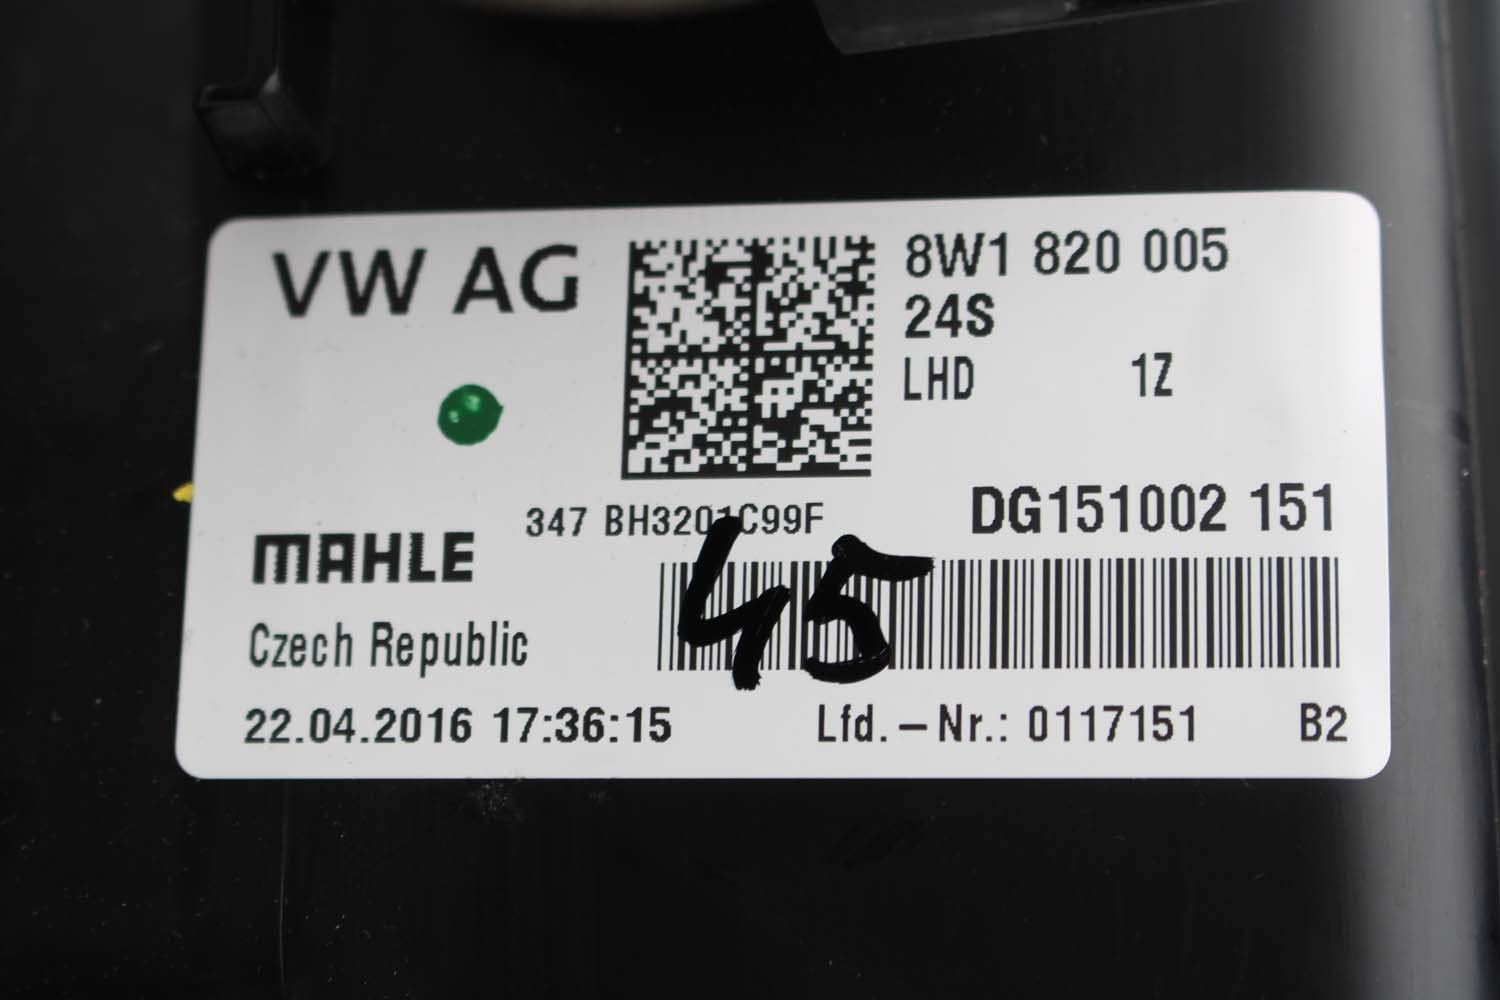 VW AG
8W1 820 005
24S
LHD 1Z
347 BH3201C99F
DG151002 151
MAHLE
45
Czech Republic
22.04.2016 17:36:15
Lfd.-Nr.: 0117151 B2